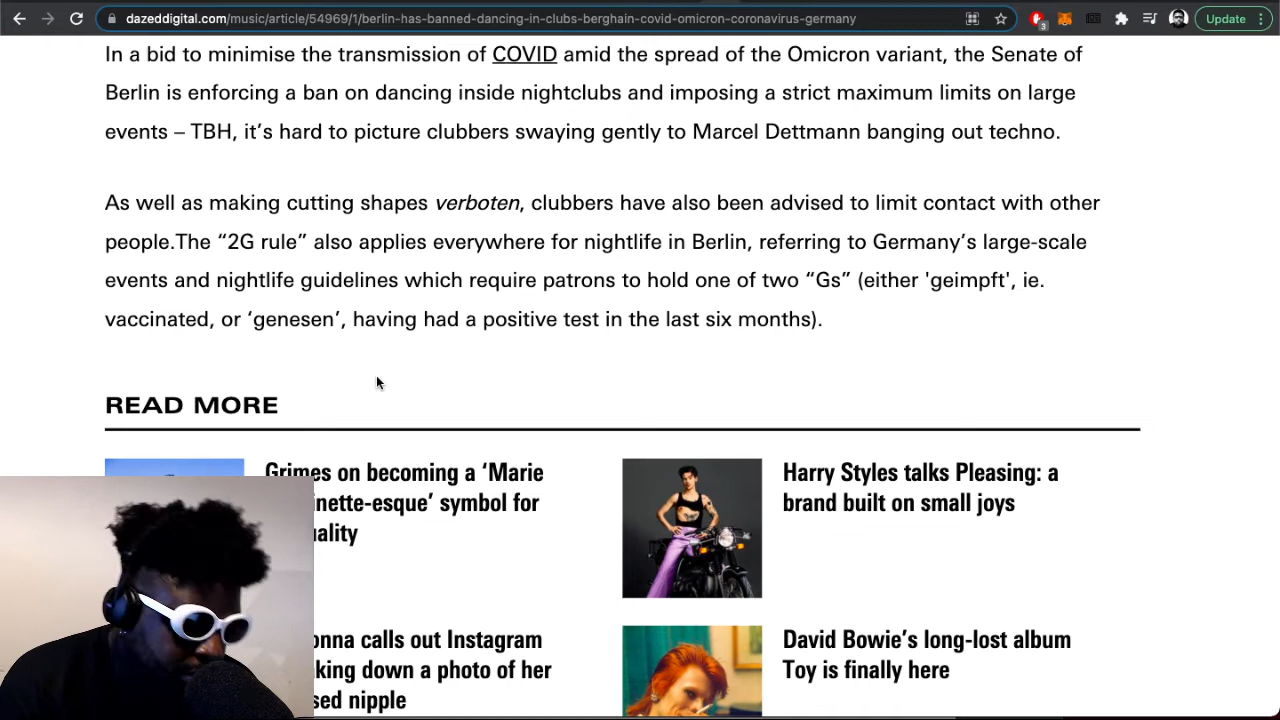 dazeddigital.com/music/article/54969/1/berlin-has-banned-dancing-in-clubs-berghain-covid-omicron-coronavirus-germany
3
Update
In a bid to minimise the transmission of COVID amid the spread of the Omicron variant, the Senate of
Berlin is enforcing a ban on dancing inside nightclubs and imposing a strict maximum limits on large
events – TBH, it’s hard to picture clubbers swaying gently to Marcel Dettmann banging out techno.
As well as making cutting shapes verboten, clubbers have also been advised to limit contact with other
people.The “2G rule” also applies everywhere for nightlife in Berlin, referring to Germany’s large-scale
events and nightlife guidelines which require patrons to hold one of two “Gs” (either 'geimpft', ie.
vaccinated, or ‘genesen’, having had a positive test in the last six months).
READ MORE
Grimes on becoming a ‘Marie
nette-esque’ symbol for
ality
Harry Styles talks Pleasing: a
brand built on small joys
onna calls out Instagram
king down a photo of her
sed nipple
David Bowie’s long-lost album
Toy is finally here